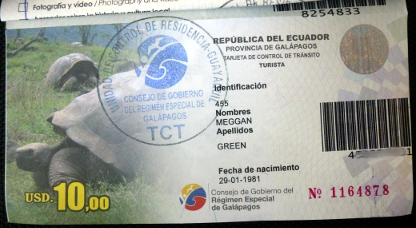 Fotografía y video / Photography and video
8254833
REPÚBLICA DEL ECUADOR
PROVINCIA DE GALÁPAGOS
TARJETA DE CONTROL DE TRÁNSITO
TURISTA
UNIDAD DE CONTROL DE RESIDENCIA-GUAYAQUIL
CONSEJO DE GOBIERNO
DEL RÉGIMEN ESPECIAL DE
GALÁPAGOS
TCT
Identificación
455
Nombres
MEGGAN
Apellidos
GREEN
Fecha de nacimiento
29-01-1981
USD. 10,00
Consejo de Gobierno del
Régimen Especial
de Galápagos
Nº 1164878